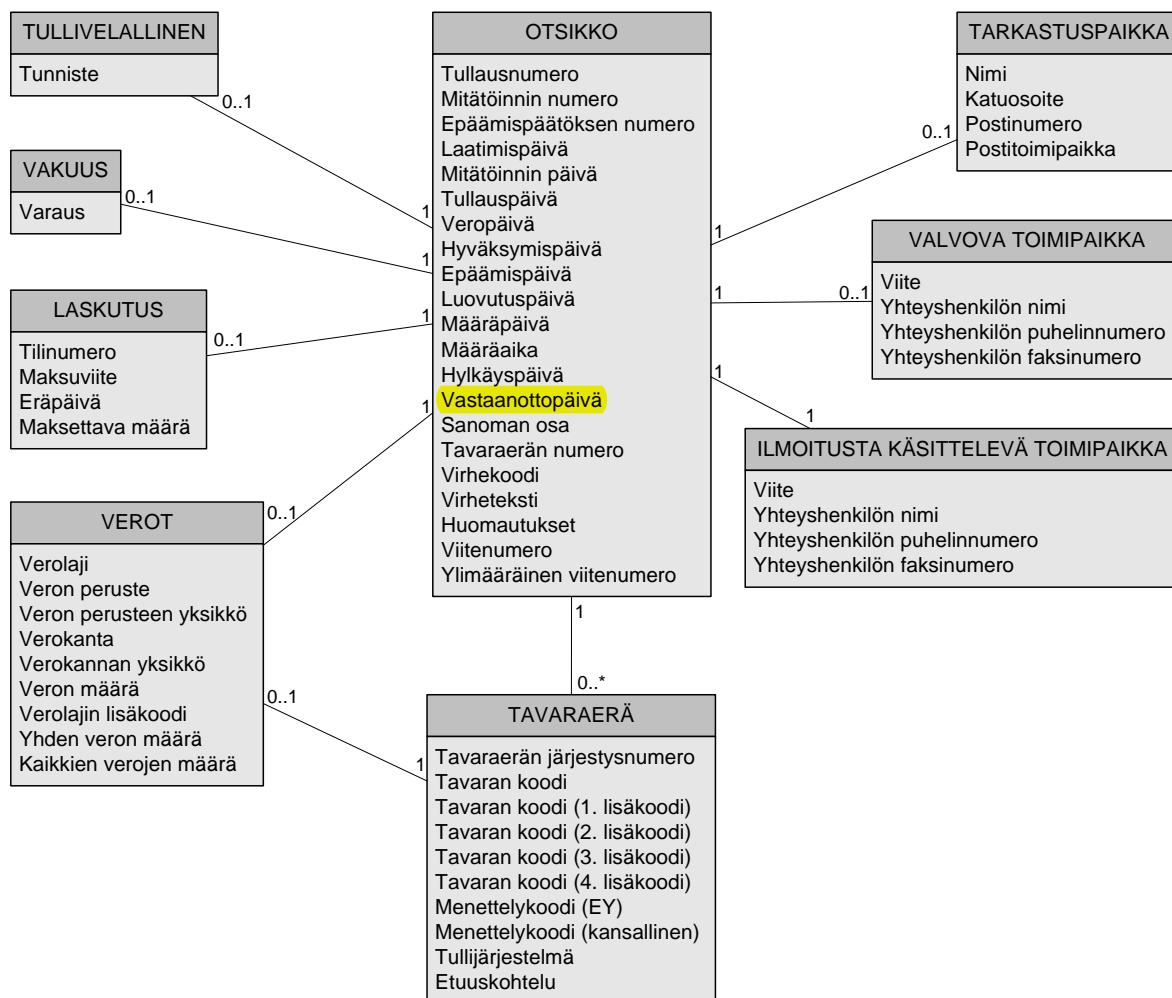 TULLIVELALLINEN
Tunniste
0..1
VAKUUS
Varaus
0..1
LASKUTUS
Tilinumero
Maksuviite
Eräpäivä
Maksettava määrä
0..1
VEROT
Verolaji
Veron peruste
Veron perusteen yksikkö
Verokanta
Verokannan yksikkö
Veron määrä
Verolajin lisäkoodi
Yhden veron määrä
Kaikkien verojen määrä
0..1
0..1
OTSIKKO
Tullausnumero
Mitätöinnin numero
Epäämispäätöksen numero
Laatimispäivä
Mitätöinnin päivä
Tullauspäivä
Veropäivä
Hyväksymispäivä
Epäämispäivä
Luovutuspäivä
Määräpäivä
Määräaika
Hylkäyspäivä
Vastaanottopäivä
Sanoman osa
Tavaraerän numero
Virhekoodi
Virheteksti
Huomautukset
Viitenumero
Ylimääräinen viitenumero
1
1
1
1
1
1
1
1
0..*
1
TAVARAERÄ
Tavaraerän järjestysnumero
Tavaran koodi
Tavaran koodi (1. lisäkoodi)
Tavaran koodi (2. lisäkoodi)
Tavaran koodi (3. lisäkoodi)
Tavaran koodi (4. lisäkoodi)
Menettelykoodi (EY)
Menettelykoodi (kansallinen)
Tullijärjestelmä
Etuuskohtelu
TARKASTUSPAIKKA
Nimi
Katuosoite
Postinumero
Postitoimipaikka
0..1
VALVOVA TOIMIPAIKKA
Viite
Yhteyshenkilön nimi
Yhteyshenkilön puhelinnumero
Yhteyshenkilön faksinumero
0..1
1
ILMOITUSTA KÄSITTELEVÄ TOIMIPAIKKA
Viite
Yhteyshenkilön nimi
Yhteyshenkilön puhelinnumero
Yhteyshenkilön faksinumero